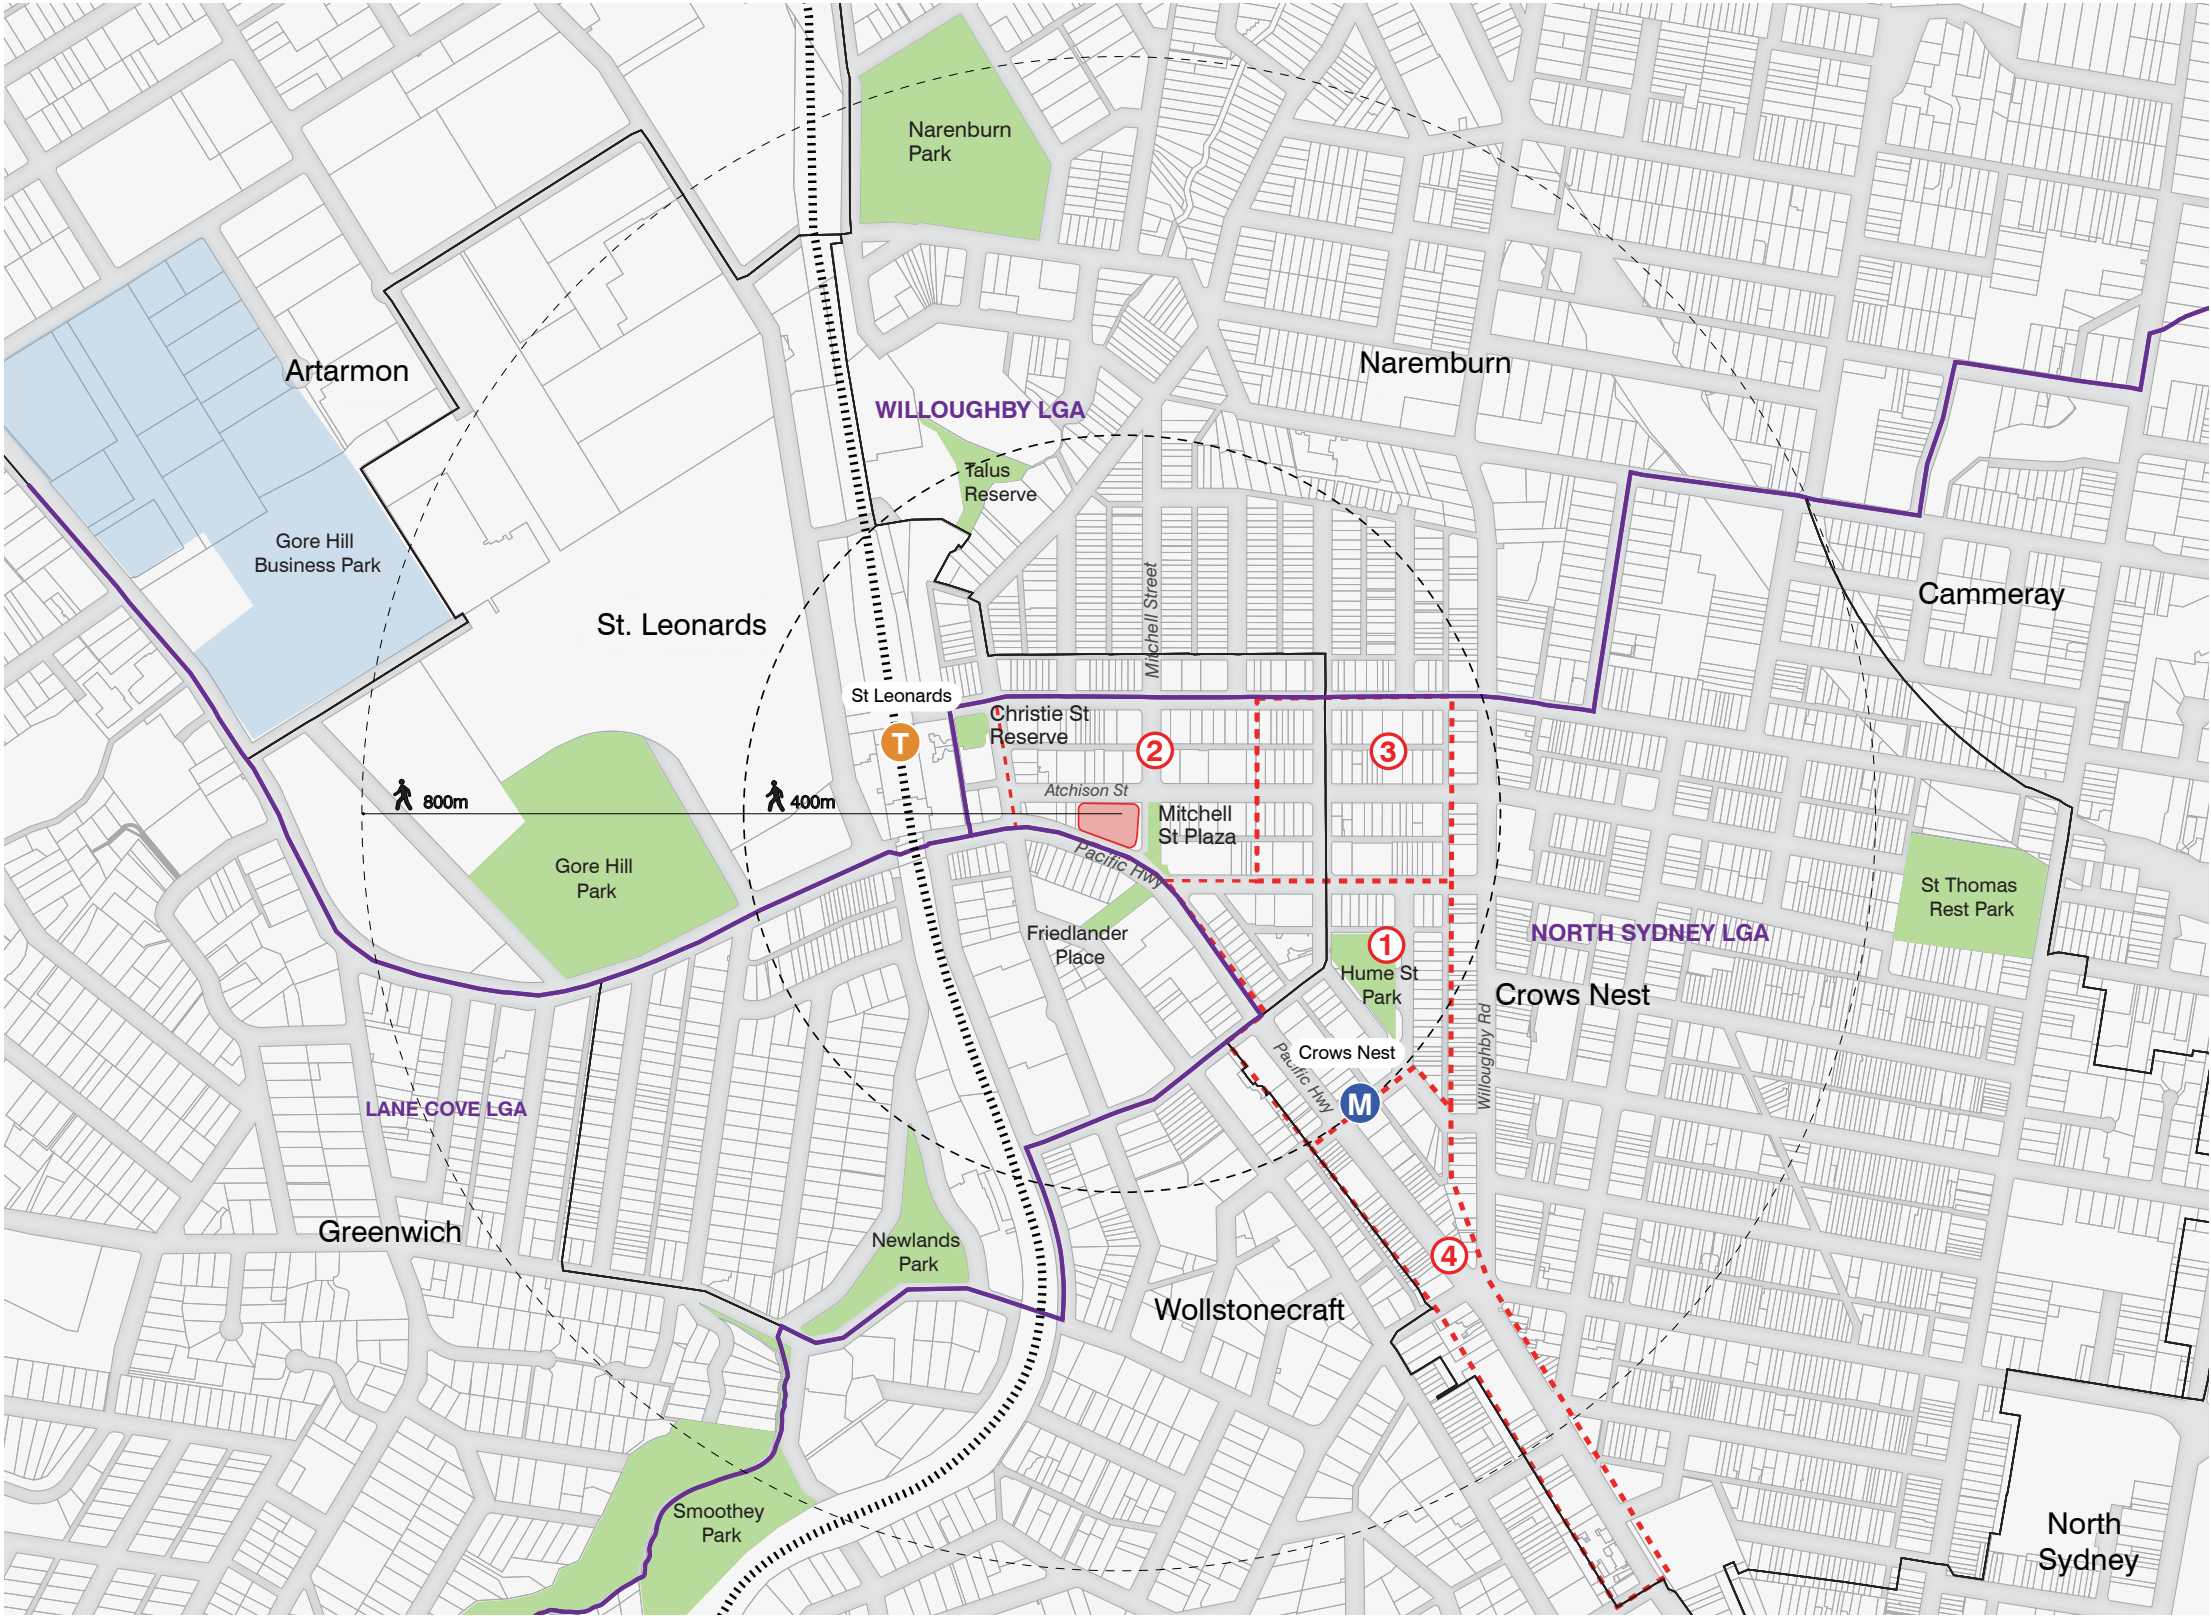 Narenburn
Park
Artarmon
Naremburn
WILLOUGHBY LGA
Talus
Reserve
Gore Hill
Business Park
Mitchell Street
Cammeray
St. Leonards
St Leonards
T
Christie St
Reserve
2
3
Atchison St
800m
400m
Mitchell
St Plaza
Pacific Hwy
Gore Hill
Park
St Thomas
Rest Park
Friedlander
Place
NORTH SYDNEY LGA
1
Hume St
Park
Crows Nest
Willoughby Rd
Crows Nest
Pacific Hwy
M
LANE COVE LGA
Greenwich
Newlands
Park
4
Wollstonecraft
Smoothey
Park
North
Sydney